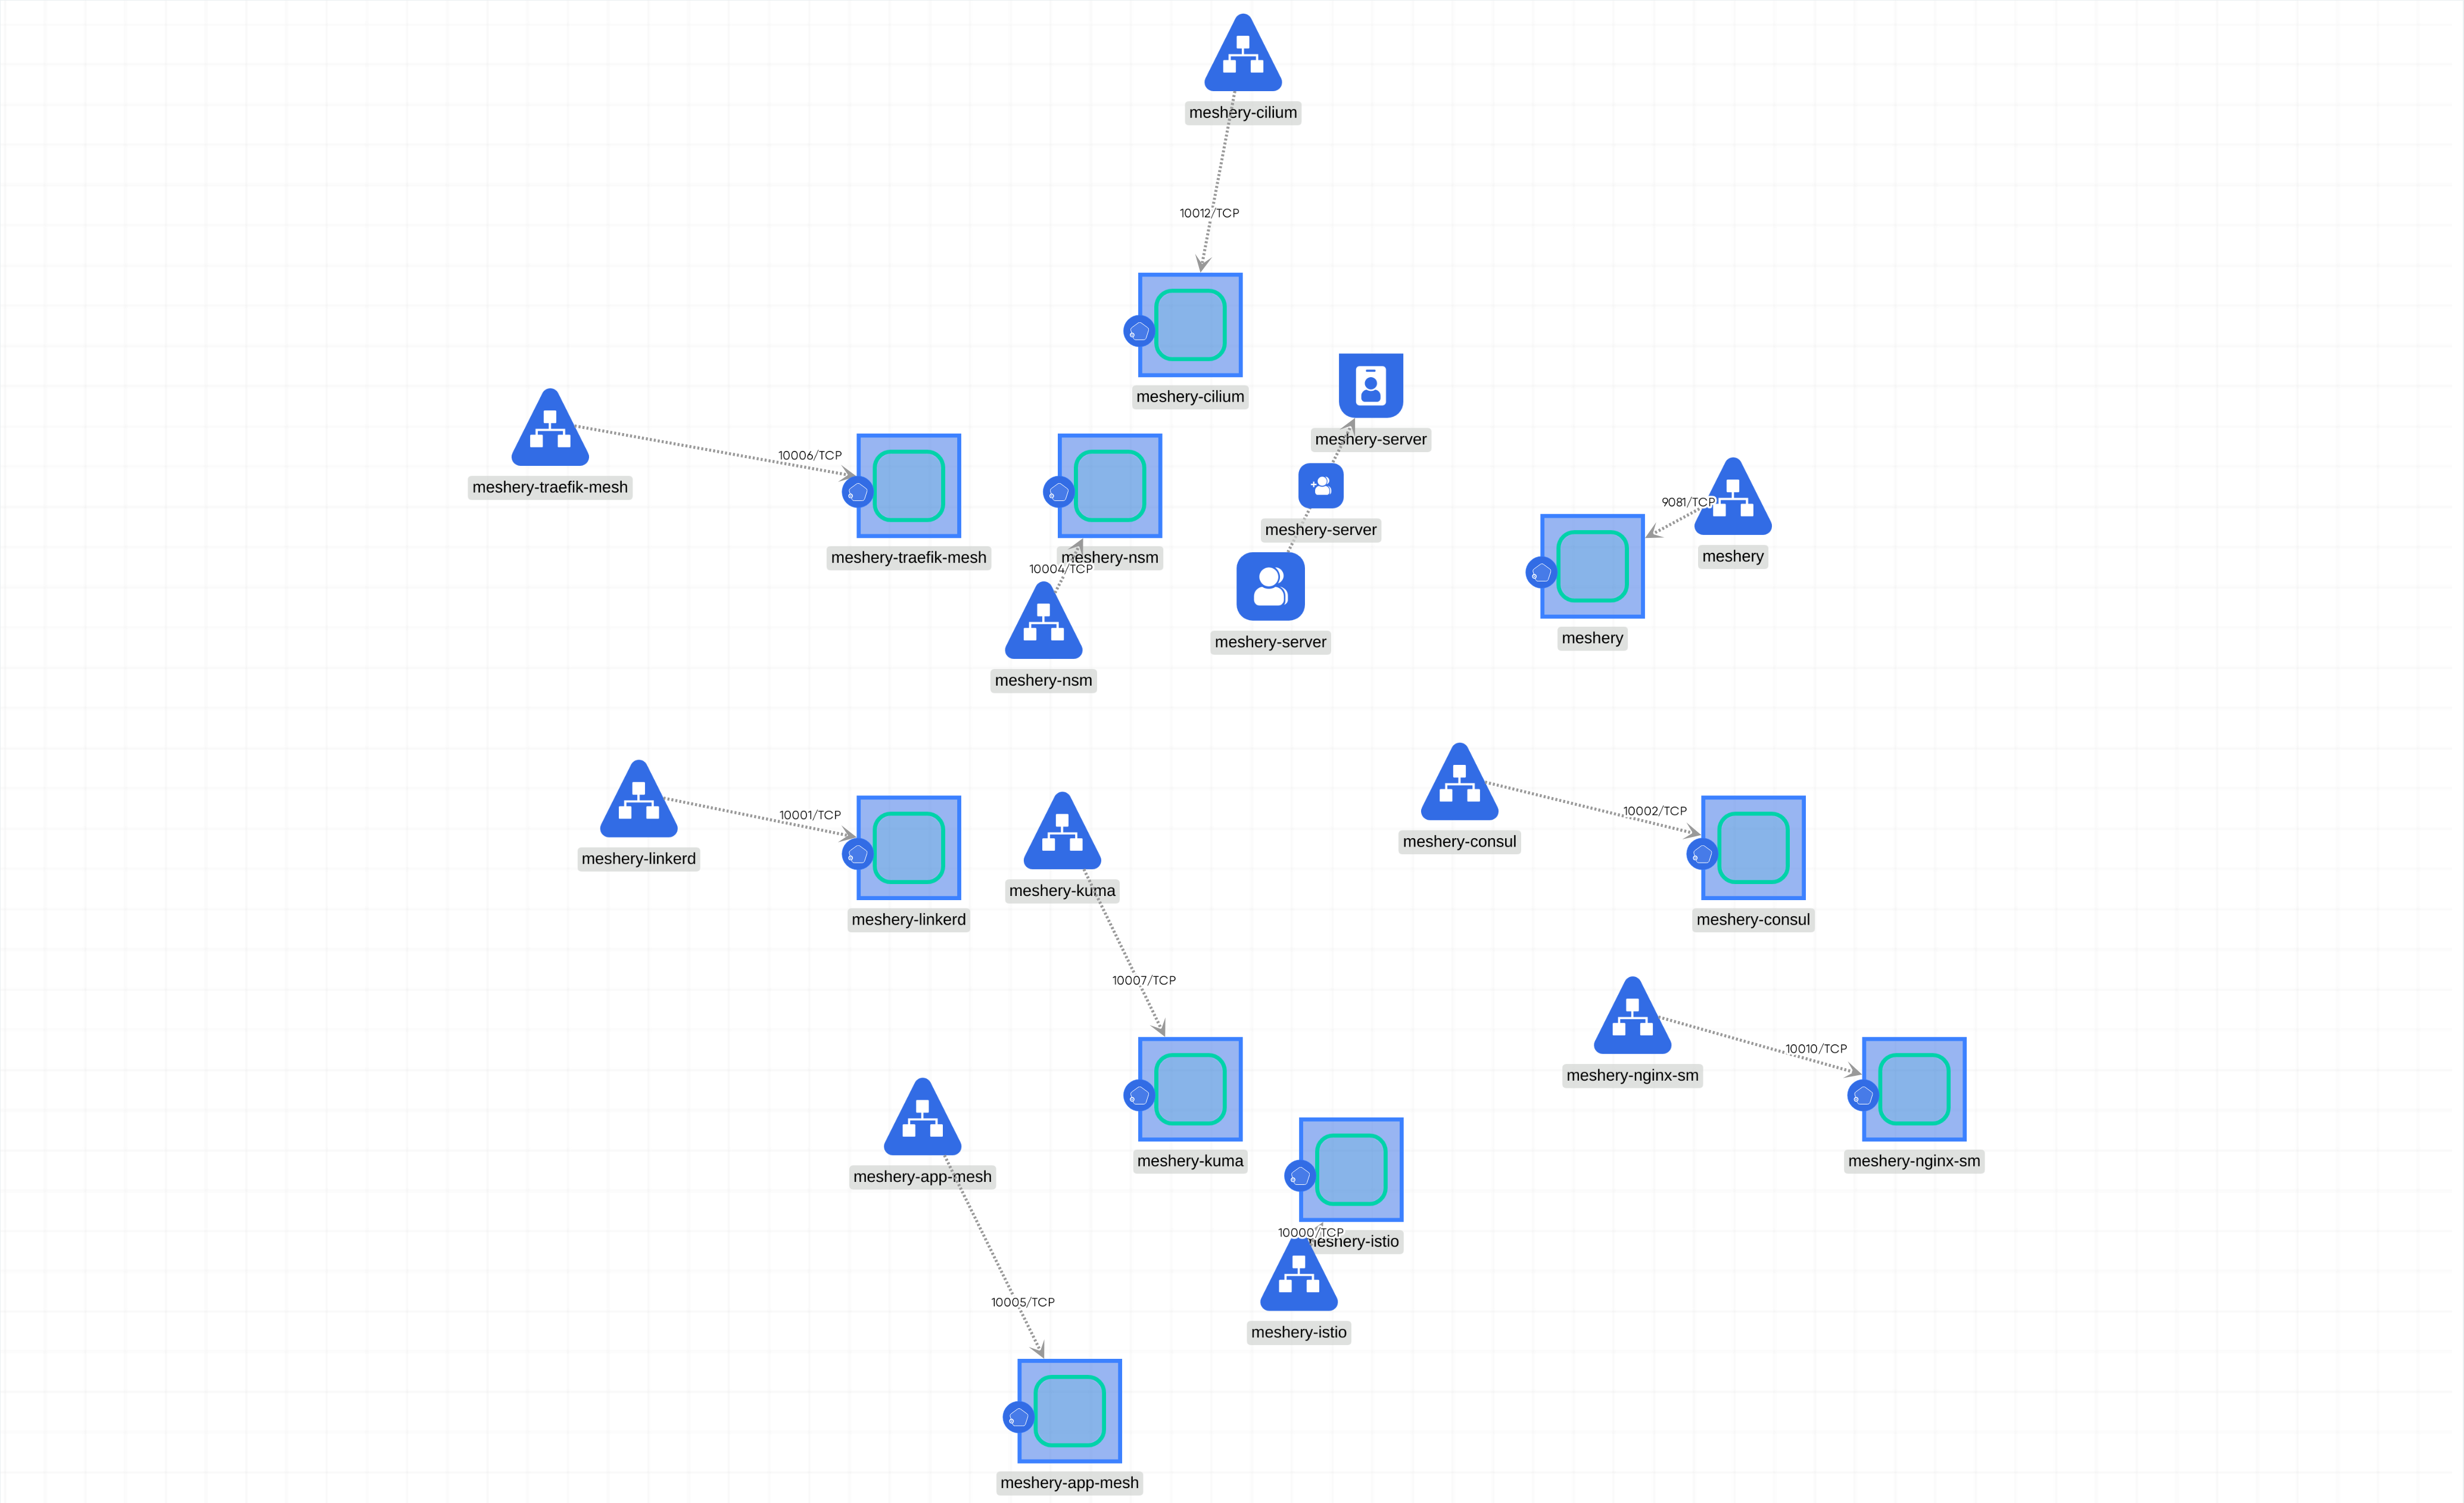 meshery-cilium
10012/TCP
meshery-cilium
meshery-server
10006/TCP
meshery-traefik-mesh
9081/TCP
meshery-server
meshery-traefik-mesh
meshery-nsm
meshery
10004/TCP
meshery
meshery-server
meshery-nsm
10001/TCP
10002/TCP
meshery-consul
meshery-linkerd
meshery-kuma
meshery-linkerd
meshery-consul
10007/TCP
10010/TCP
meshery-nginx-sm
meshery-kuma
meshery-nginx-sm
meshery-app-mesh
10000/TCP
meshery-istio
10005/TCP
meshery-istio
meshery-app-mesh